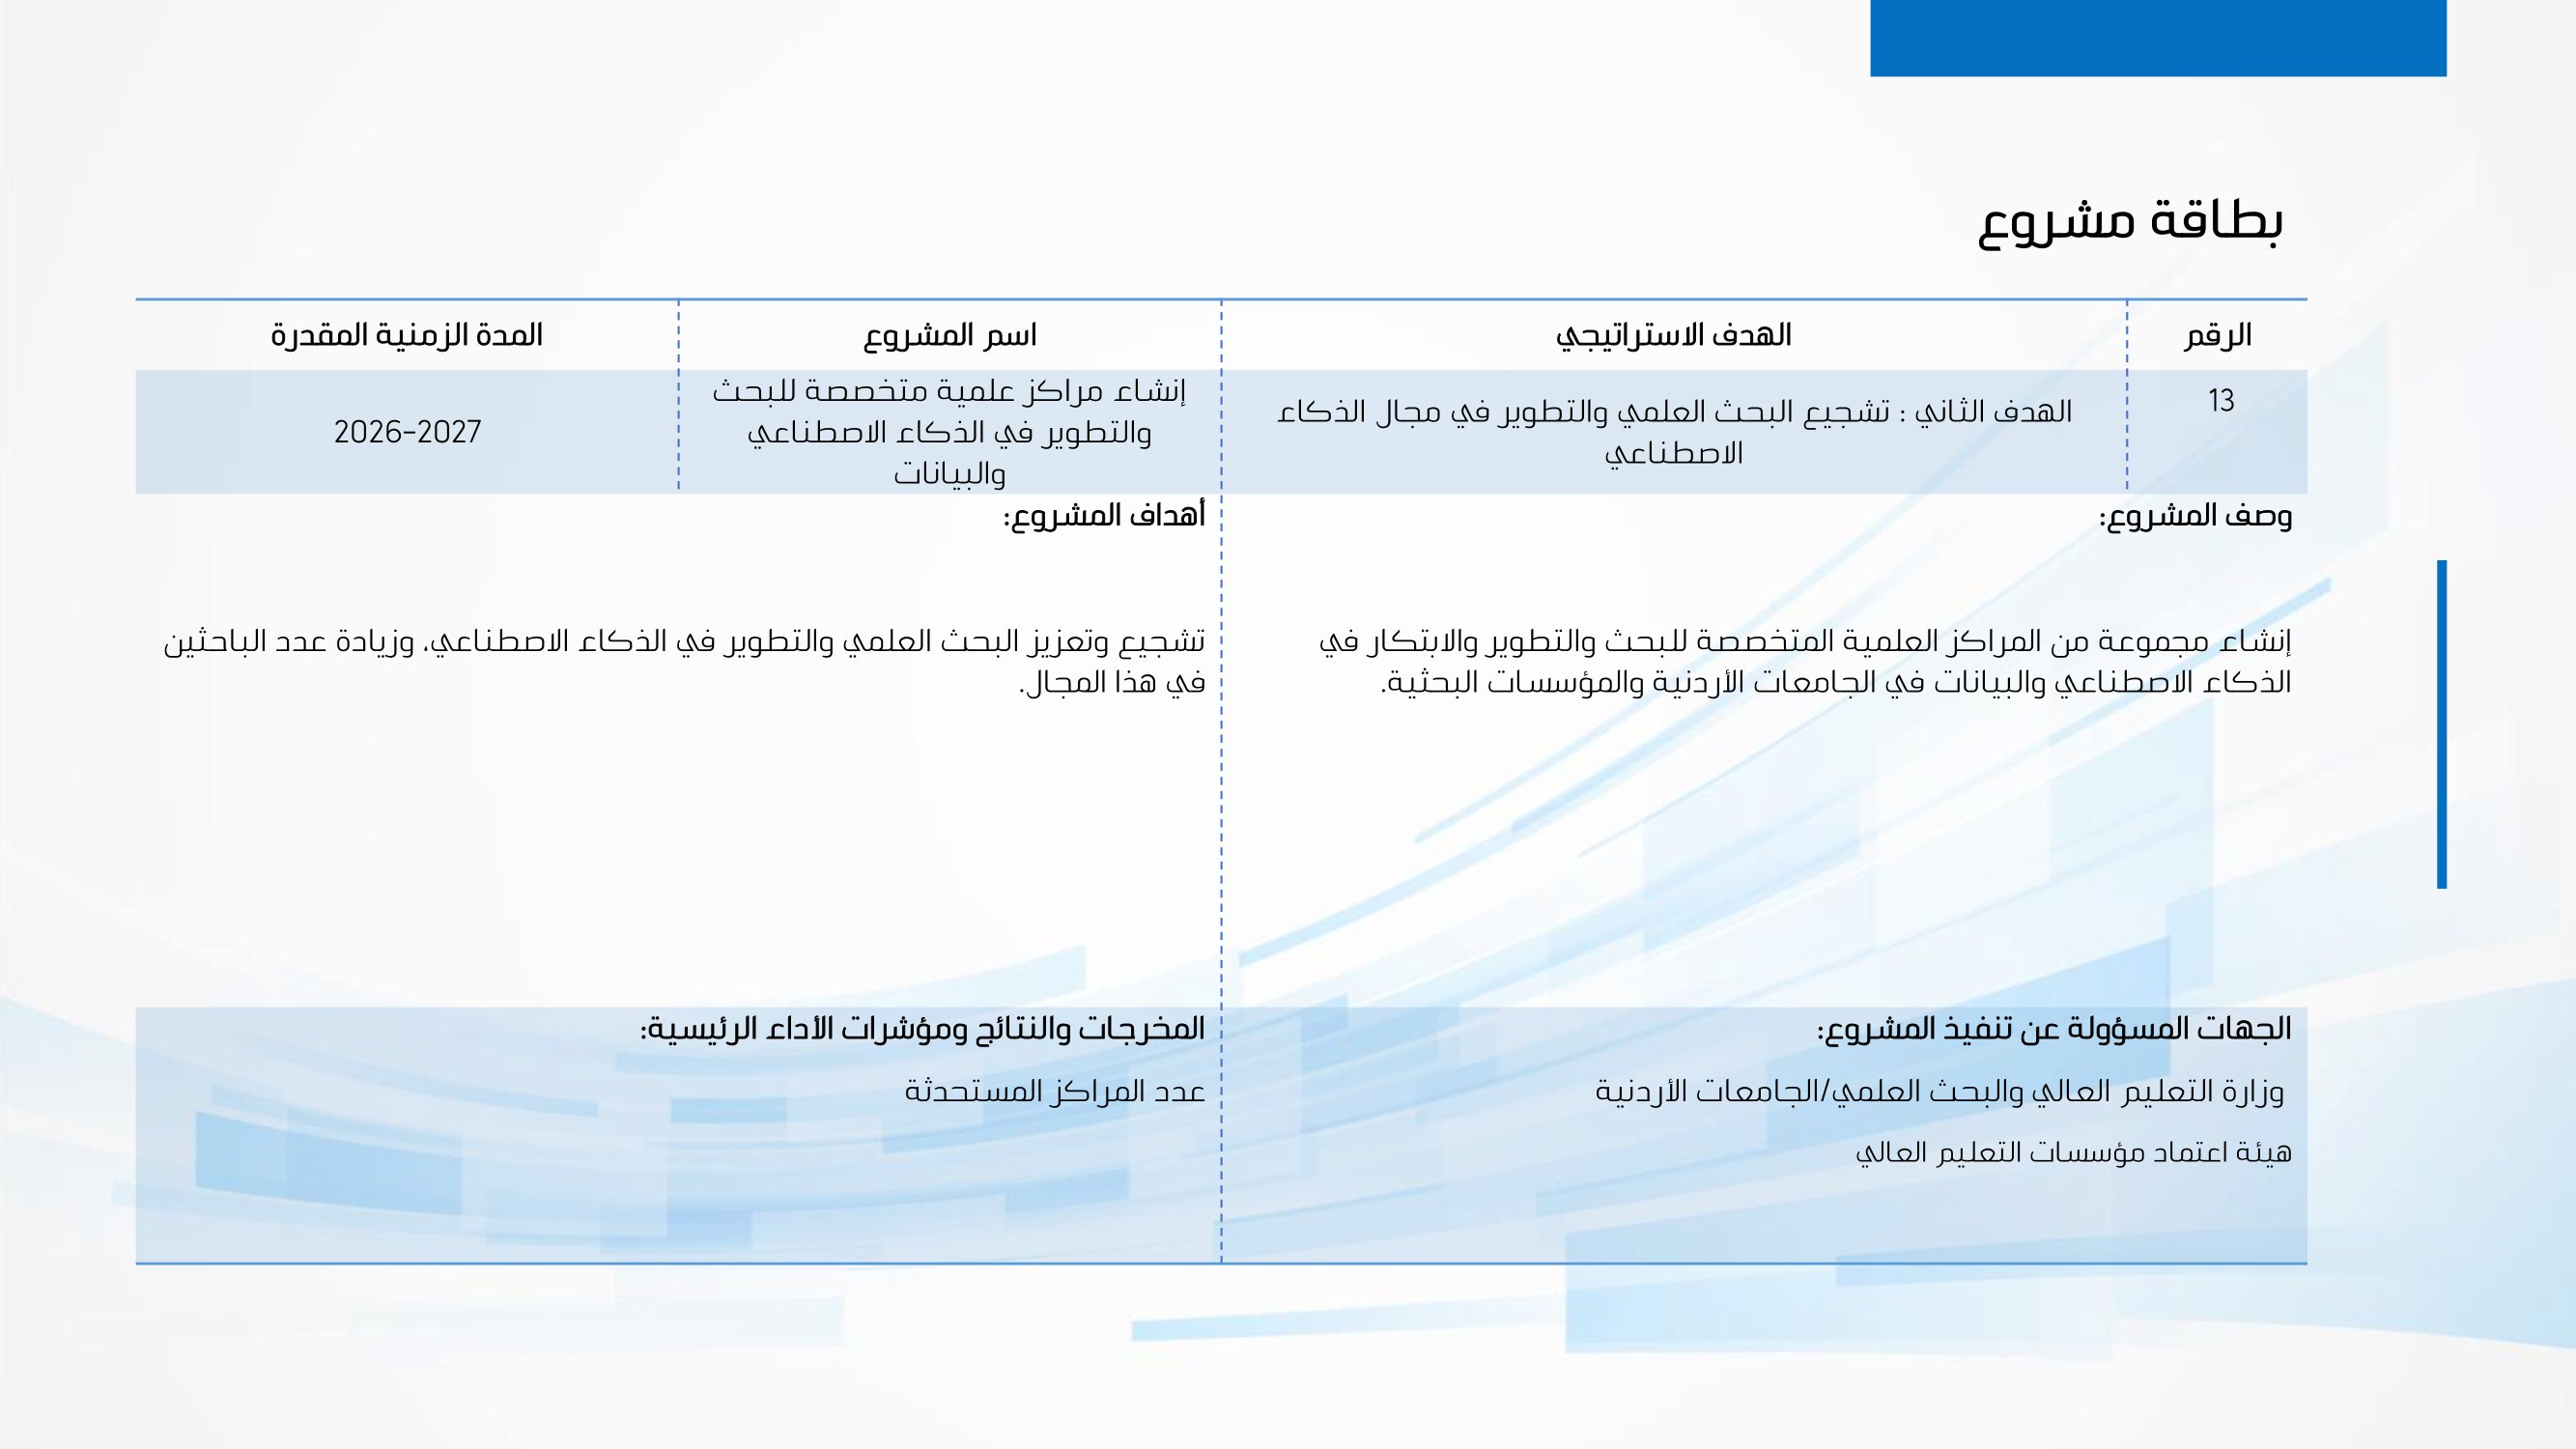 بطاقة مشروع
الرقم
الهدف الاستراتيجي
اسم المشروع
المدة الزمنية المقدرة
13
الهدف الثاني : تشجيع البحث العلمي والتطوير في مجال الذكاء
الاصطناعي
إنشاء مراكز علمية متخصصة للبحث
والتطوير في الذكاء الاصطناعي
والبيانات
2026-2027
وصف المشروع:
إنشاء مجموعة من المراكز العلمية المتخصصة للبحث والتطوير والابتكار في
الذكاء الاصطناعي والبيانات في الجامعات الأردنية والمؤسسات البحثية.
أهداف المشروع:
تشجيع وتعزيز البحث العلمي والتطوير في الذكاء الاصطناعي، وزيادة عدد الباحثين
في هذا المجال.
الجهات المسؤولة عن تنفيذ المشروع:
وزارة التعليم العالي والبحث العلمي/الجامعات الأردنية
هيئة اعتماد مؤسسات التعليم العالي
المخرجات والنتائج ومؤشرات الأداء الرئيسية:
عدد المراكز المستحدثة